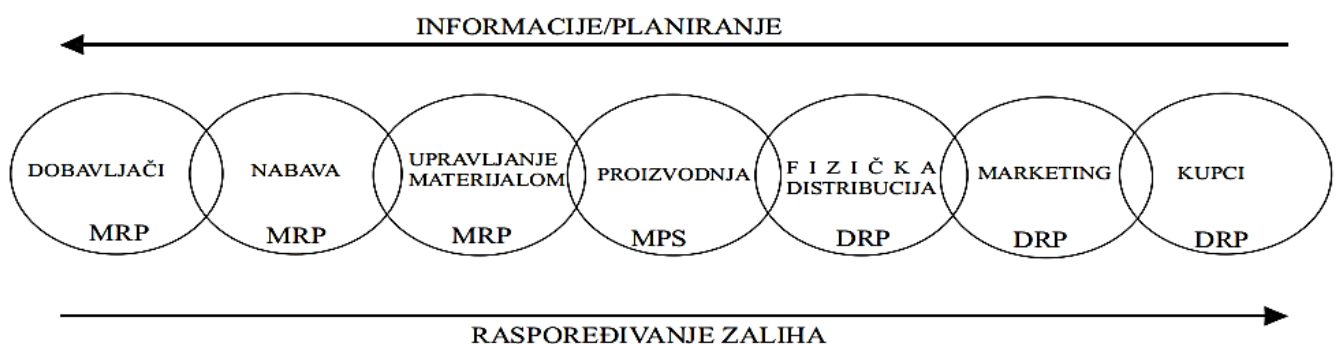 INFORMACIJE/PLANIRANJE
DOBAVLJAČI
MRP
NABAVA
MRP
UPRAVLJANJE
MATERIJALOM
MRP
PROIZVODNJA
MPS
F I Z I Č K A
DISTRIBUCIJA
DRP
MARKETING
DRP
KUPCI
DRP
RASPOREĐIVANJE ZALIHA